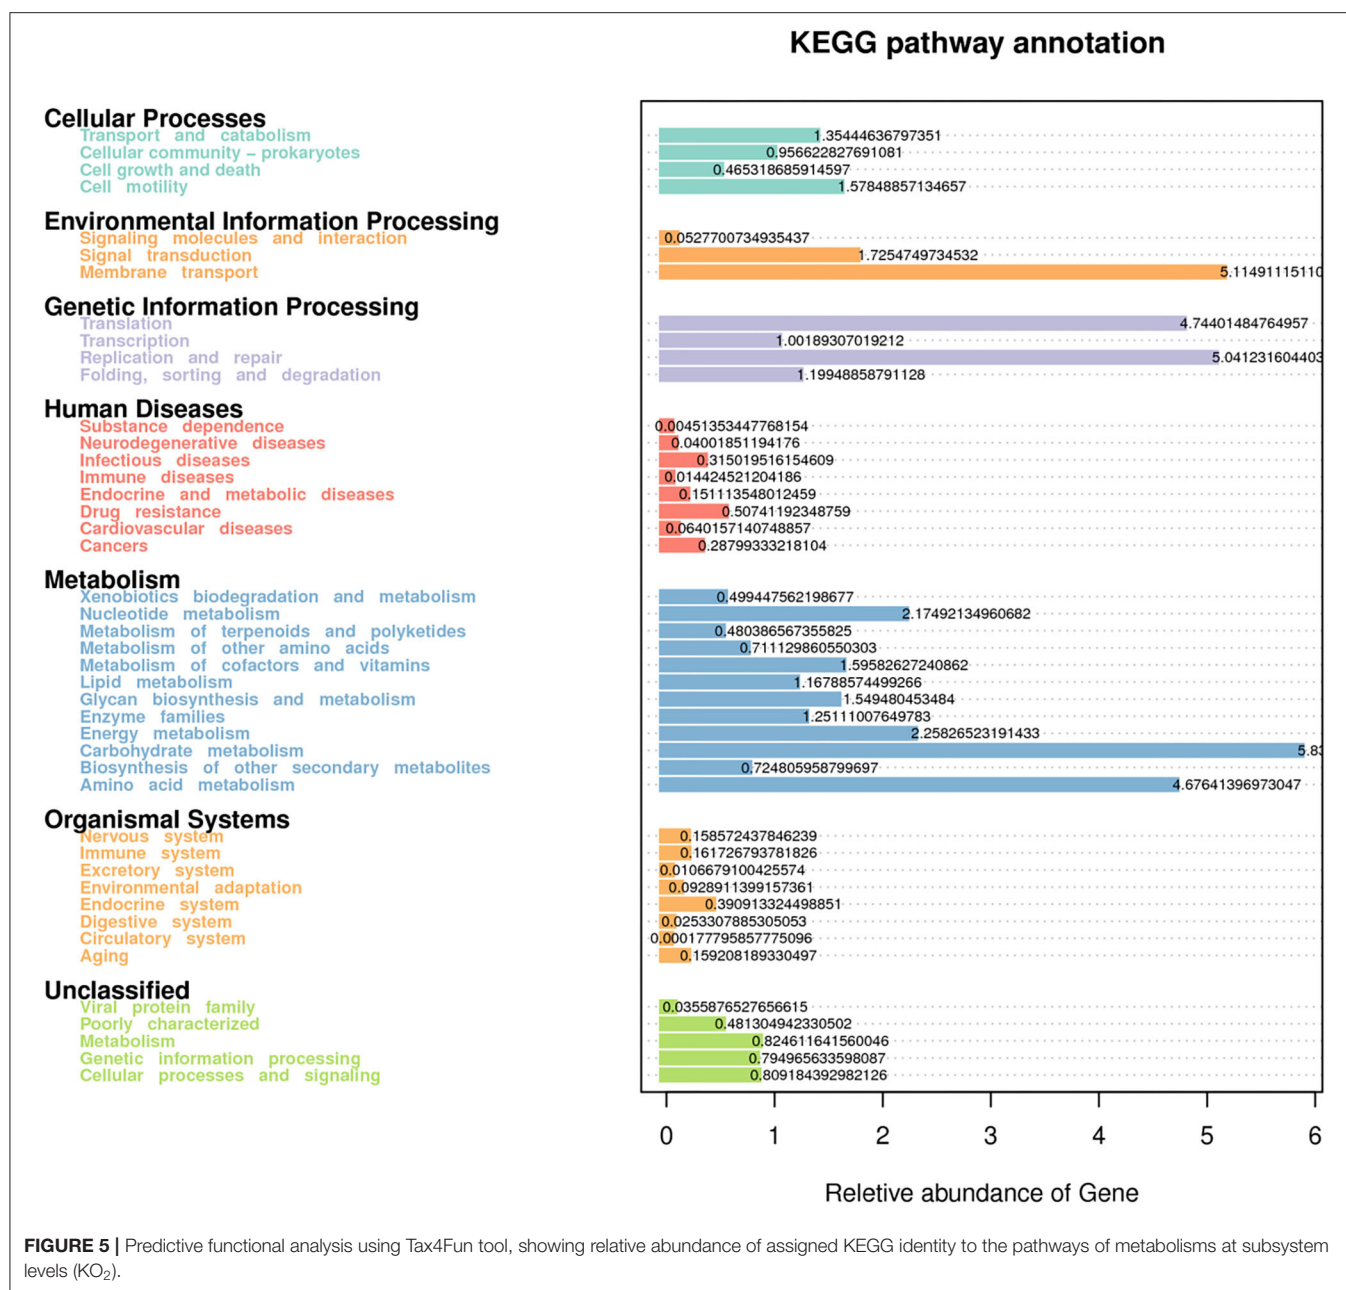 KEGG pathway annotation
Cellular Processes
Transport and catabolism 1.35444636797351
Cellular community – prokaryotes 0.956622827691081
Cell growth and death 0.465318685914597
Cell motility 1.57848857134657
Environmental Information Processing
Signaling molecules and interaction 0.0527700734935437
Signal transduction 1.7254749734532
Membrane transport 5.11491115110
Genetic Information Processing
Translation 4.74401484764957
Transcription 1.00189307019212
Replication and repair 5.041231604403
Folding, sorting and degradation 1.19948858791128
Human Diseases
Substance dependence 0.00451353447768154
Neurodegenerative diseases 0.04001851194176
Infectious diseases 0.315019516154609
Immune diseases 0.014424521204186
Endocrine and metabolic diseases 0.151113548012459
Drug resistance 0.50741192348759
Cardiovascular diseases 0.0640157140748857
Cancers 0.28799333218104
Metabolism
Xenobiotics biodegradation and metabolism 0.499447562198677
Nucleotide metabolism 2.17492134960682
Metabolism of terpenoids and polyketides 0.480386567355825
Metabolism of other amino acids 0.711129860550303
Metabolism of cofactors and vitamins 1.59582627240862
Lipid metabolism 1.16788574499266
Glycan biosynthesis and metabolism 1.549480453484
Enzyme families 1.25111007649783
Energy metabolism 2.25826523191433
Carbohydrate metabolism 5.83
Biosynthesis of other secondary metabolites 0.724805958799697
Amino acid metabolism 4.67641396973047
Organismal Systems
Nervous system 0.158572437846239
Immune system 0.161726793781826
Excretory system 0.0106679100425574
Environmental adaptation 0.0928911399157361
Endocrine system 0.390913324498851
Digestive system 0.0253307885305053
Circulatory system 0.000177795857775096
Aging 0.159208189330497
Unclassified
Viral protein family 0.0355876527656615
Poorly characterized 0.481304942330502
Metabolism 0.824611641560046
Genetic information processing 0.794965633598087
Cellular processes and signaling 0.809184392982126
0 1 2 3 4 5 6
Reletive abundance of Gene
FIGURE 5 | Predictive functional analysis using Tax4Fun tool, showing relative abundance of assigned KEGG identity to the pathways of metabolisms at subsystem
levels (KO₂).